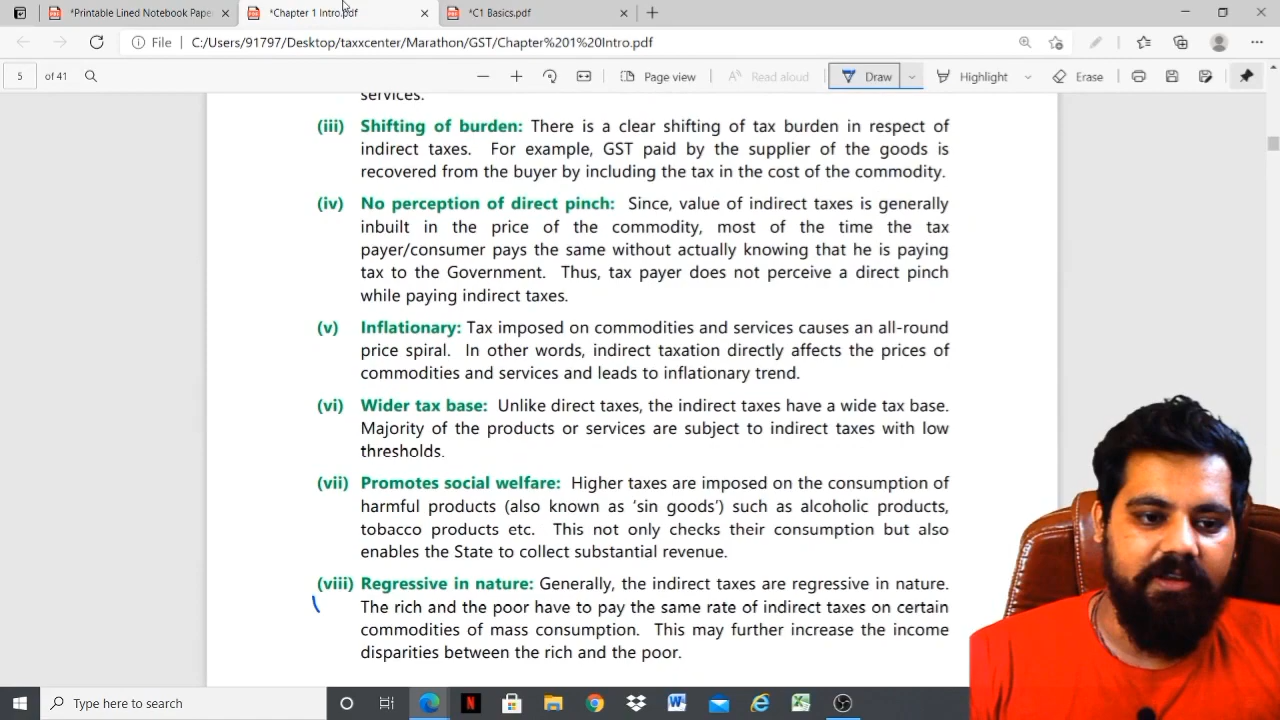 *Printable Lined Notebook Pape
*Chapter 1 Intro.pdf
*C1 Basics.pdf
File C:/Users/91797/Desktop/taxxcenter/Marathon/GST/Chapter%201%20Intro.pdf
5 of 41 Page view Read aloud Draw Highlight Erase
services.
(iii) Shifting of burden: There is a clear shifting of tax burden in respect of
indirect taxes. For example, GST paid by the supplier of the goods is
recovered from the buyer by including the tax in the cost of the commodity.
(iv) No perception of direct pinch: Since, value of indirect taxes is generally
inbuilt in the price of the commodity, most of the time the tax
payer/consumer pays the same without actually knowing that he is paying
tax to the Government. Thus, tax payer does not perceive a direct pinch
while paying indirect taxes.
(v) Inflationary: Tax imposed on commodities and services causes an all-round
price spiral. In other words, indirect taxation directly affects the prices of
commodities and services and leads to inflationary trend.
(vi) Wider tax base: Unlike direct taxes, the indirect taxes have a wide tax base.
Majority of the products or services are subject to indirect taxes with low
thresholds.
(vii) Promotes social welfare: Higher taxes are imposed on the consumption of
harmful products (also known as ‘sin goods’) such as alcoholic products,
tobacco products etc. This not only checks their consumption but also
enables the State to collect substantial revenue.
(viii) Regressive in nature: Generally, the indirect taxes are regressive in nature.
The rich and the poor have to pay the same rate of indirect taxes on certain
commodities of mass consumption. This may further increase the income
disparities between the rich and the poor.
Type here to search